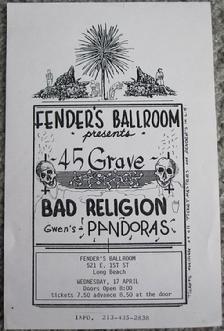 FENDER'S BALLROOM
presents
45 Grave
BAD RELIGION
Gwen's PANDORAS
FENDER'S BALLROOM
521 E. 1ST ST
Long Beach
WEDNESDAY, 17 APRIL
Doors Open 8:00
tickets 7.50 advance 8.50 at the door
INFO. 213-435-2838